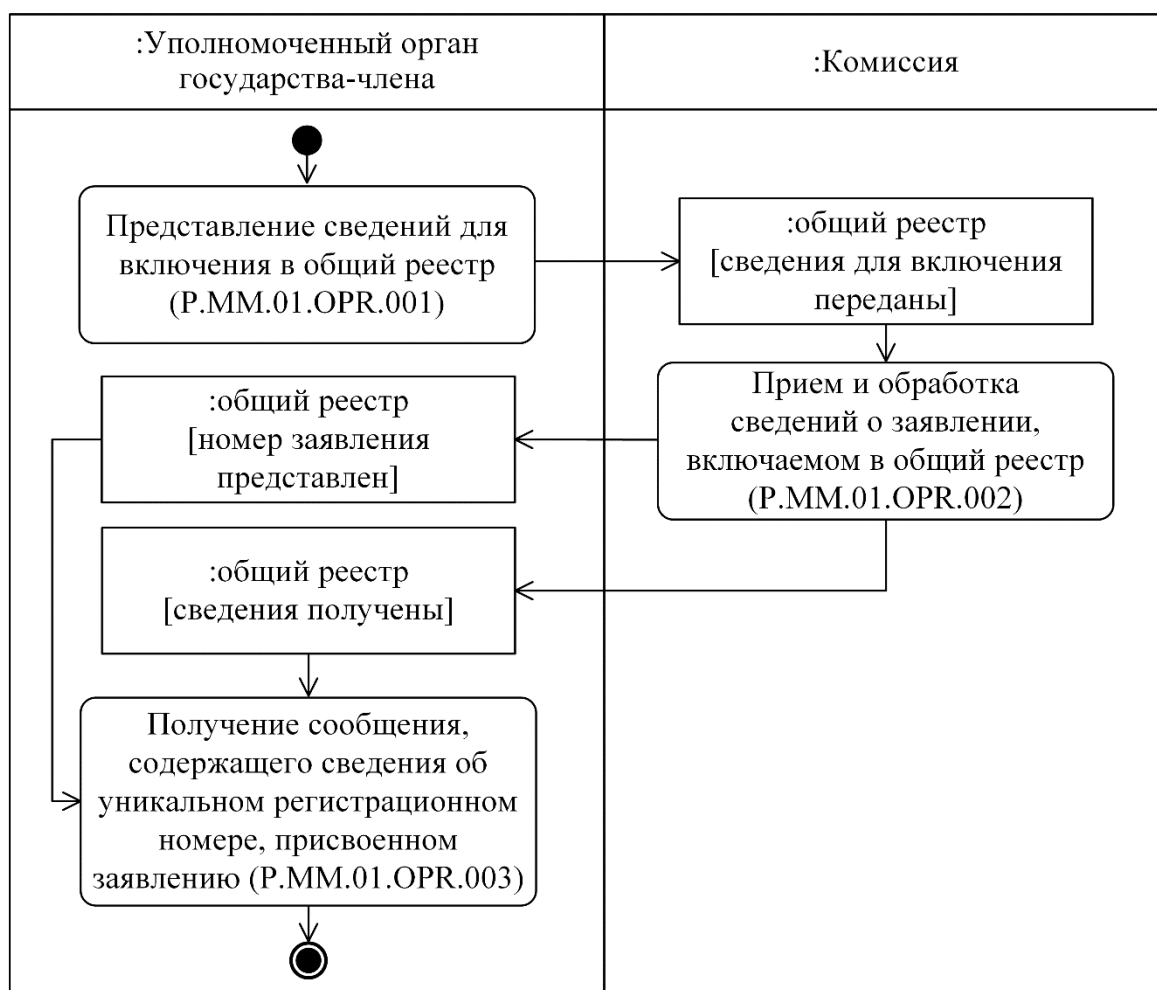 :Уполномоченный орган
государства-члена
:Комиссия
Представление сведений для
включения в общий реестр
(P.MM.01.OPR.001)
:общий реестр
[сведения для включения
переданы]
Прием и обработка
сведений о заявлении,
включаемом в общий реестр
(P.MM.01.OPR.002)
:общий реестр
[номер заявления
представлен]
:общий реестр
[сведения получены]
Получение сообщения,
содержащего сведения об
уникальном регистрационном
номере, присвоенном
заявлению (P.MM.01.OPR.003)